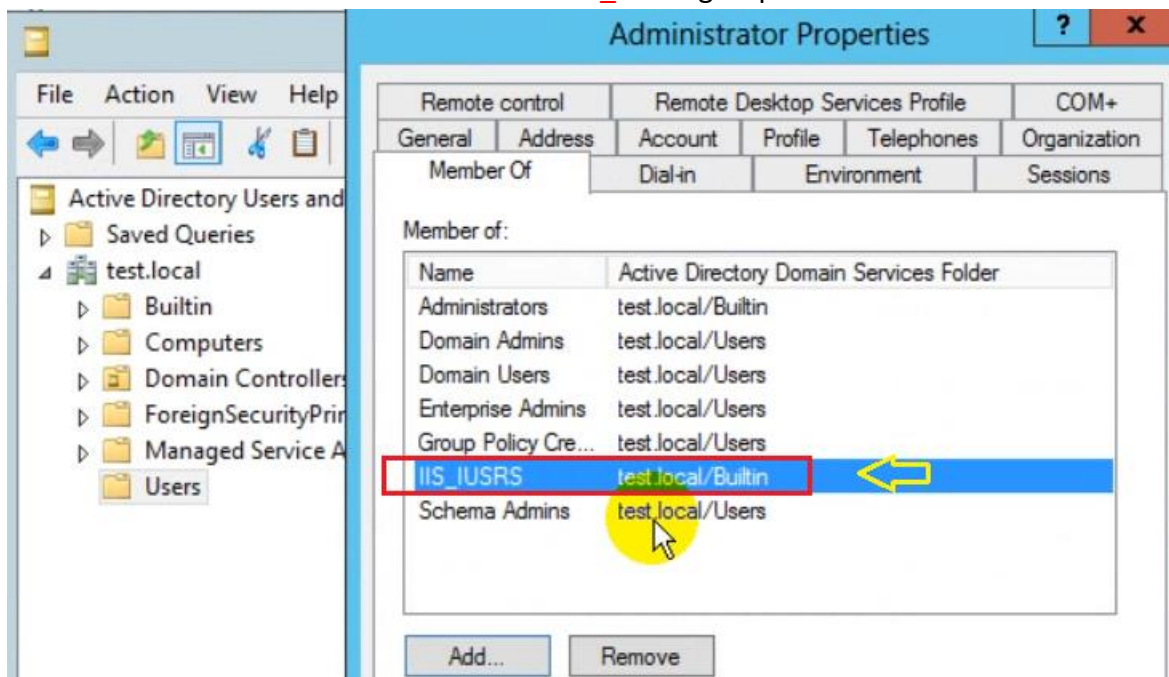 Administrator Properties
? x
File Action View Help
Active Directory Users and
Saved Queries
test.local
Builtin
Computers
Domain Controllers
ForeignSecurityPrin
Managed Service A
Users
Remote control Remote Desktop Services Profile COM+
General Address Account Profile Telephones Organization
Member Of Dial-in Environment Sessions
Member of:
Name Active Directory Domain Services Folder
Administrators test.local/Builtin
Domain Admins test.local/Users
Domain Users test.local/Users
Enterprise Admins test.local/Users
Group Policy Cre... test.local/Users
IIS_IUSRS test.local/Builtin
Schema Admins test.local/Users
Add... Remove